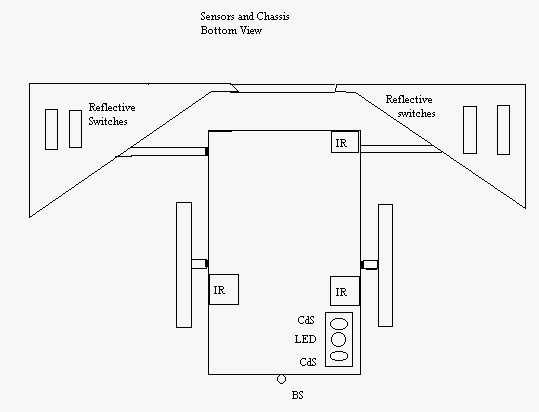 Sensors and Chassis
Bottom View
Reflective
Switches
Reflective
switches
IR
IR
IR
CdS
LED
CdS
BS